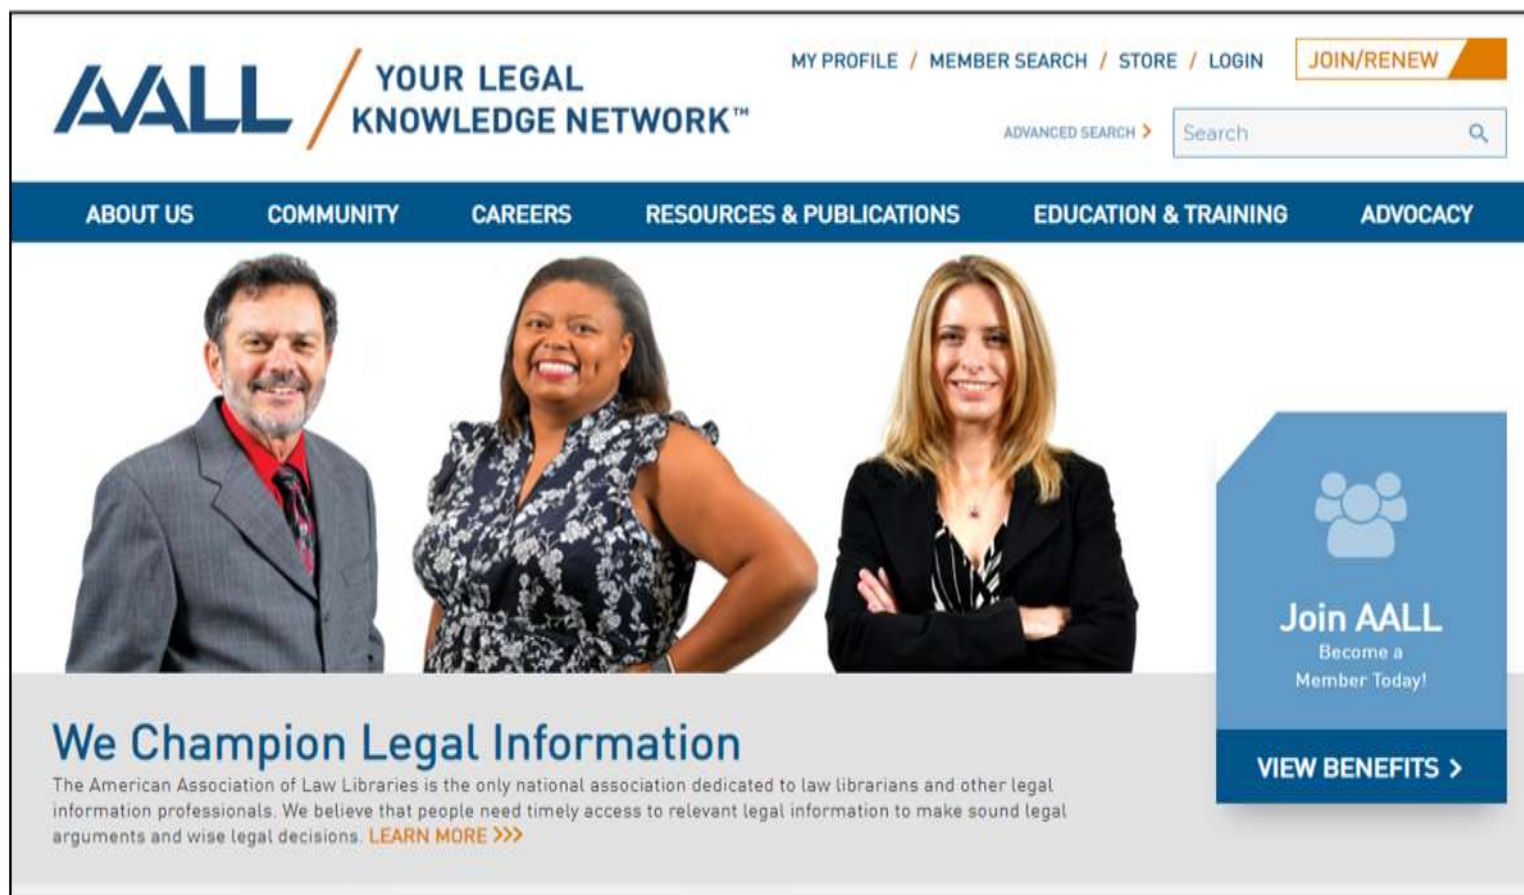 AALL
YOUR LEGAL
KNOWLEDGE NETWORK™
MY PROFILE / MEMBER SEARCH / STORE / LOGIN
JOIN/RENEW
ADVANCED SEARCH >
Search
ABOUT US COMMUNITY CAREERS RESOURCES & PUBLICATIONS EDUCATION & TRAINING ADVOCACY
We Champion Legal Information
The American Association of Law Libraries is the only national association dedicated to law librarians and other legal
information professionals. We believe that people need timely access to relevant legal information to make sound legal
arguments and wise legal decisions. LEARN MORE >>>
Join AALL
Become a
Member Today!
VIEW BENEFITS >